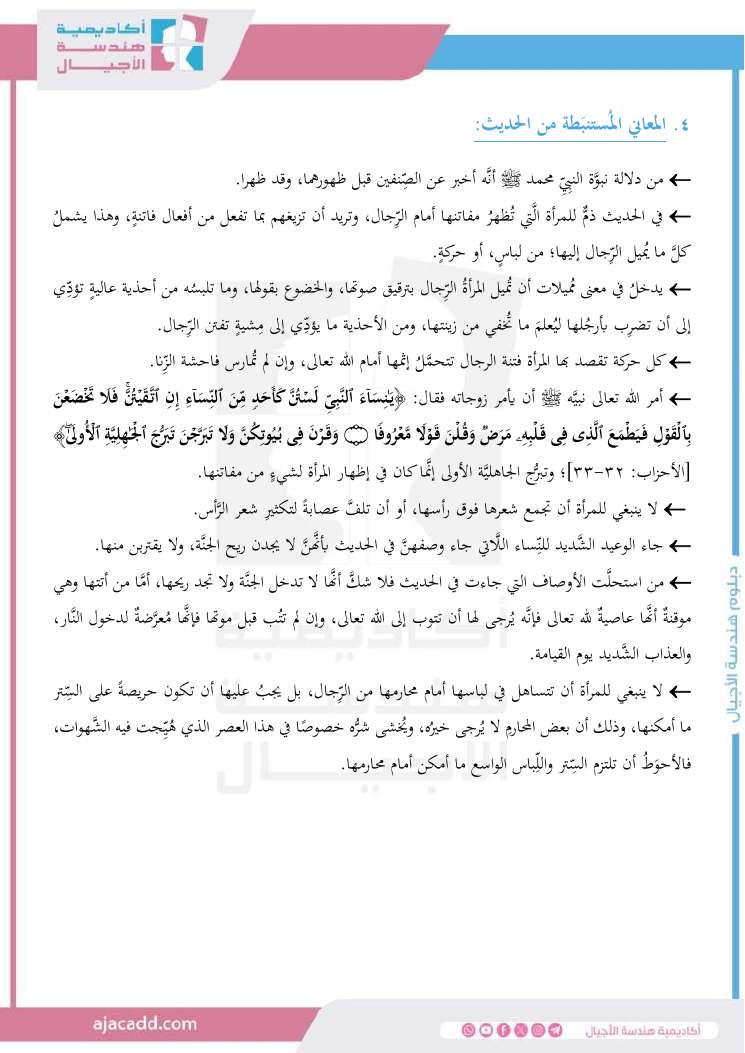 أكاديمية
هندسة
الأجيال
٤. المعاني المُستنبَطة من الحديث:
← من دلالة نبوَّة النبيّ محمد ﷺ أنَّه أخبر عن الصِّنفين قبل ظهورهما، وقد ظهرا.
← في الحديث ذمٌّ للمرأة الَّتي تُظهرُ مفاتنها أمام الرِّجال، وتريد أن تزيغهم بما تفعل من أفعال فاتنةٍ، وهذا يشملُ
كلَّ ما يُميل الرِّجال إليها؛ من لباسٍ، أو حركةٍ.
← يدخلُ في معنى مُميلات أن تُميل المرأةُ الرِّجال بترقيق صوتها، والخضوع بقولها، وما تلبسُه من أحذية عاليةٍ تؤدِّي
إلى أن تضرِب بأرجُلها ليُعلمَ ما تُخفي من زينتها، ومن الأحذية ما يؤدِّي إلى مِشيةٍ تفتن الرِّجال.
← كل حركة تقصد بها المرأة فتنة الرجال تتحمَّلُ إثمها أمام الله تعالى، وإن لم تُمارس فاحشة الزِّنا.
← أمر الله تعالى نبيَّه ﷺ أن يأمر زوجاته فقال: ﴿يَٰنِسَآءَ ٱلنَّبِيِّ لَسۡتُنَّ كَأَحَدٖ مِّنَ ٱلنِّسَآءِ إِنِ ٱتَّقَيۡتُنَّۚ فَلَا تَخۡضَعۡنَ
بِٱلۡقَوۡلِ فَيَطۡمَعَ ٱلَّذِي فِي قَلۡبِهِۦ مَرَضٞ وَقُلۡنَ قَوۡلٗا مَّعۡرُوفٗا ۝ وَقَرۡنَ فِي بُيُوتِكُنَّ وَلَا تَبَرَّجۡنَ تَبَرُّجَ ٱلۡجَٰهِلِيَّةِ ٱلۡأُولَىٰۖ﴾
[الأحزاب: ٣٢-٣٣]؛ وتبرُّج الجاهليَّة الأولى إنَّما كان في إظهار المرأة لشيءٍ من مفاتنها.
← لا ينبغي للمرأة أن تجمع شعرها فوق رأسها، أو أن تلفَّ عصابةً لتكثيرِ شعر الرَّأس.
← جاء الوعيد الشَّديد للنِّساء اللَّاتي جاء وصفهنَّ في الحديث بأنَّهنَّ لا يجدن ريح الجنَّة، ولا يقتربن منها.
← من استحلَّت الأوصاف التي جاءت في الحديث فلا شكَّ أنَّها لا تدخل الجنَّة ولا تجد ريحها، أمَّا من أتتها وهي
موقنةٌ أنَّها عاصيةٌ لله تعالى فإنَّه يُرجى لها أن تتوب إلى الله تعالى، وإن لم تتُب قبل موتها فإنَّها مُعرَّضةٌ لدخول النَّار،
والعذاب الشَّديد يوم القيامة.
← لا ينبغي للمرأة أن تتساهل في لباسها أمام محارمها من الرِّجال، بل يجبُ عليها أن تكون حريصةً على السِّتر
ما أمكنها، وذلك أن بعض المحارم لا يُرجى خيرُه، ويُخشى شرُّه خصوصًا في هذا العصر الذي هُيِّجت فيه الشَّهوات،
فالأحوَطُ أن تلتزم السِّتر واللِّباس الواسع ما أمكن أمام محارمها.
أكاديمية
هندسة
الأجيال
دبلوم هندسة الأجيال
ajacadd.com
أكاديمية هندسة الأجيال